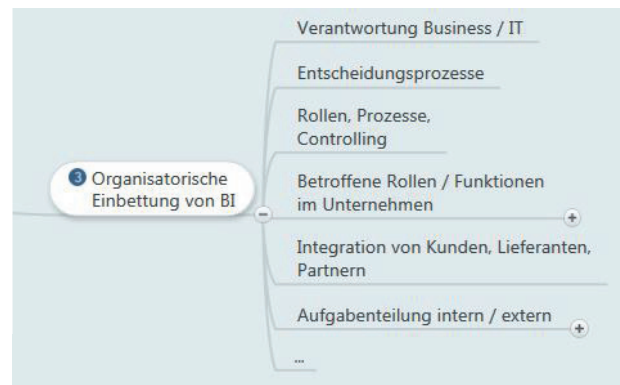 Verantwortung Business / IT
Entscheidungsprozesse
Rollen, Prozesse,
Controlling
3 Organisatorische
Einbettung von BI
Betroffene Rollen / Funktionen
im Unternehmen
Integration von Kunden, Lieferanten,
Partnern
Aufgabenteilung intern / extern
...